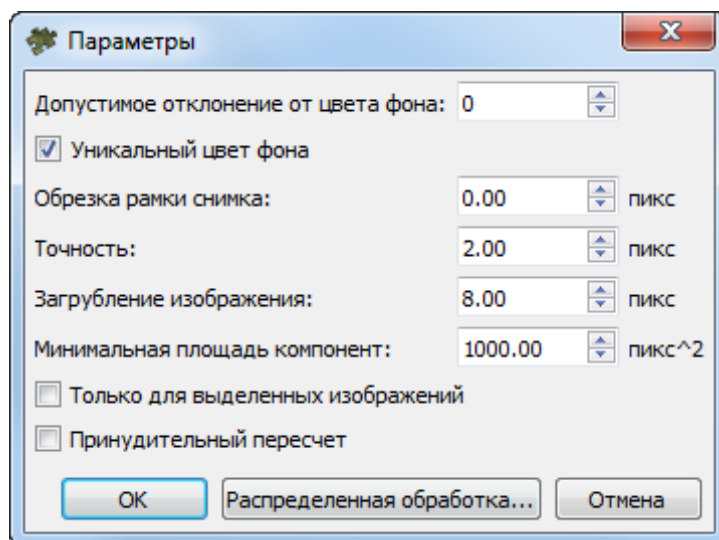 Параметры
Допустимое отклонение от цвета фона: 0
Уникальный цвет фона
Обрезка рамки снимка: 0.00 пикс
Точность: 2.00 пикс
Загрубление изображения: 8.00 пикс
Минимальная площадь компонент: 1000.00 пикс^2
Только для выделенных изображений
Принудительный пересчет
OK Распределенная обработка... Отмена